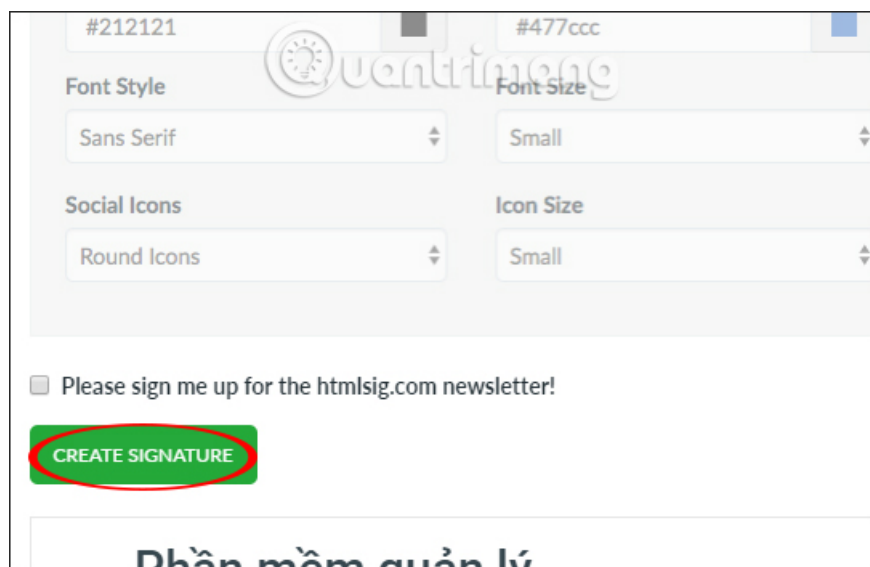 #212121 #477ccc
Quantrimang
Font Style Font Size
Sans Serif Small
Social Icons Icon Size
Round Icons Small
Please sign me up for the htmlsig.com newsletter!
CREATE SIGNATURE
Phần mềm quản lý